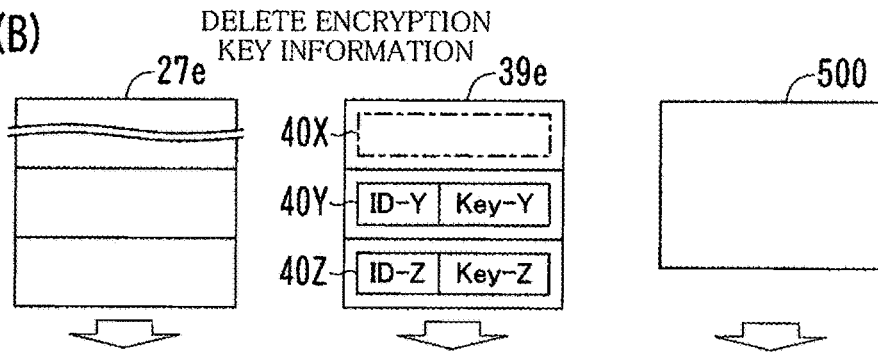 (B)
DELETE ENCRYPTION
KEY INFORMATION
27e
39e
500
40X
40Y ID-Y Key-Y
40Z ID-Z Key-Z